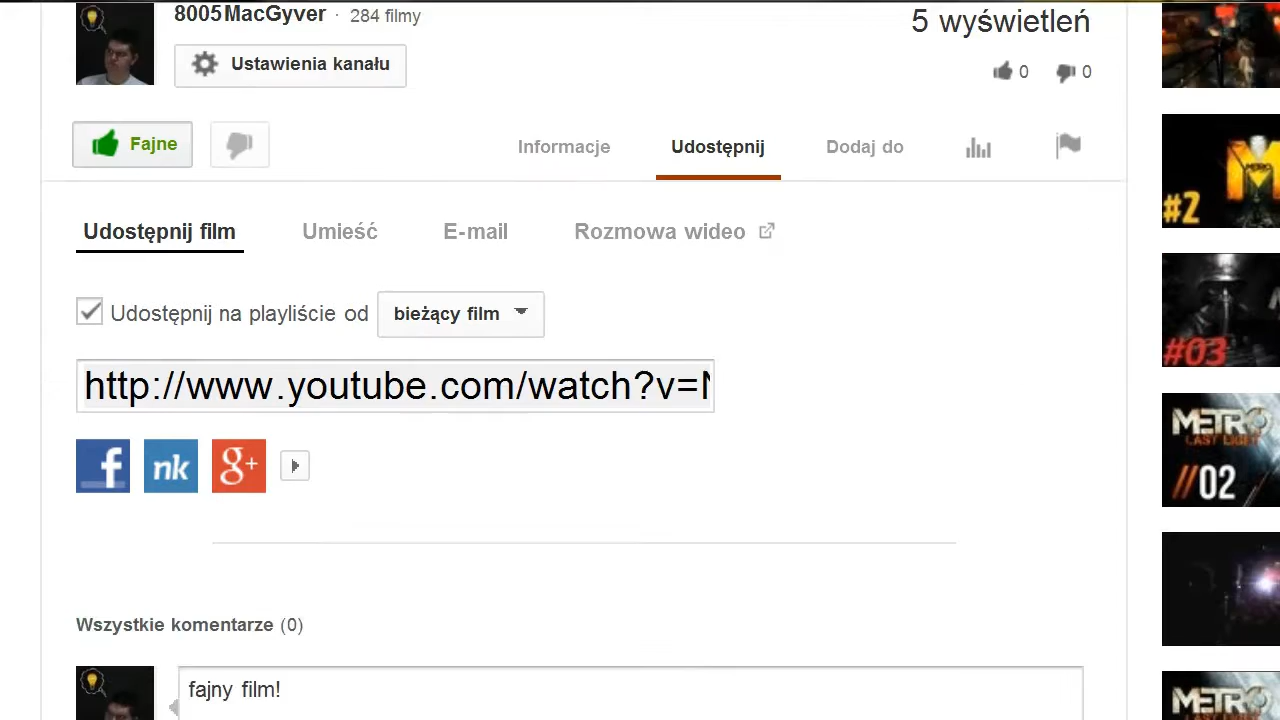 8005MacGyver · 284 filmy
5 wyświetleń
Ustawienia kanału
0 0
Fajne
Informacje Udostępnij Dodaj do
Udostępnij film Umieść E-mail Rozmowa wideo
Udostępnij na playliście od bieżący film
http://www.youtube.com/watch?v=
f nk g+
Wszystkie komentarze (0)
fajny film!
#2
#03
METRO
LAST LIGHT
//02
METRO